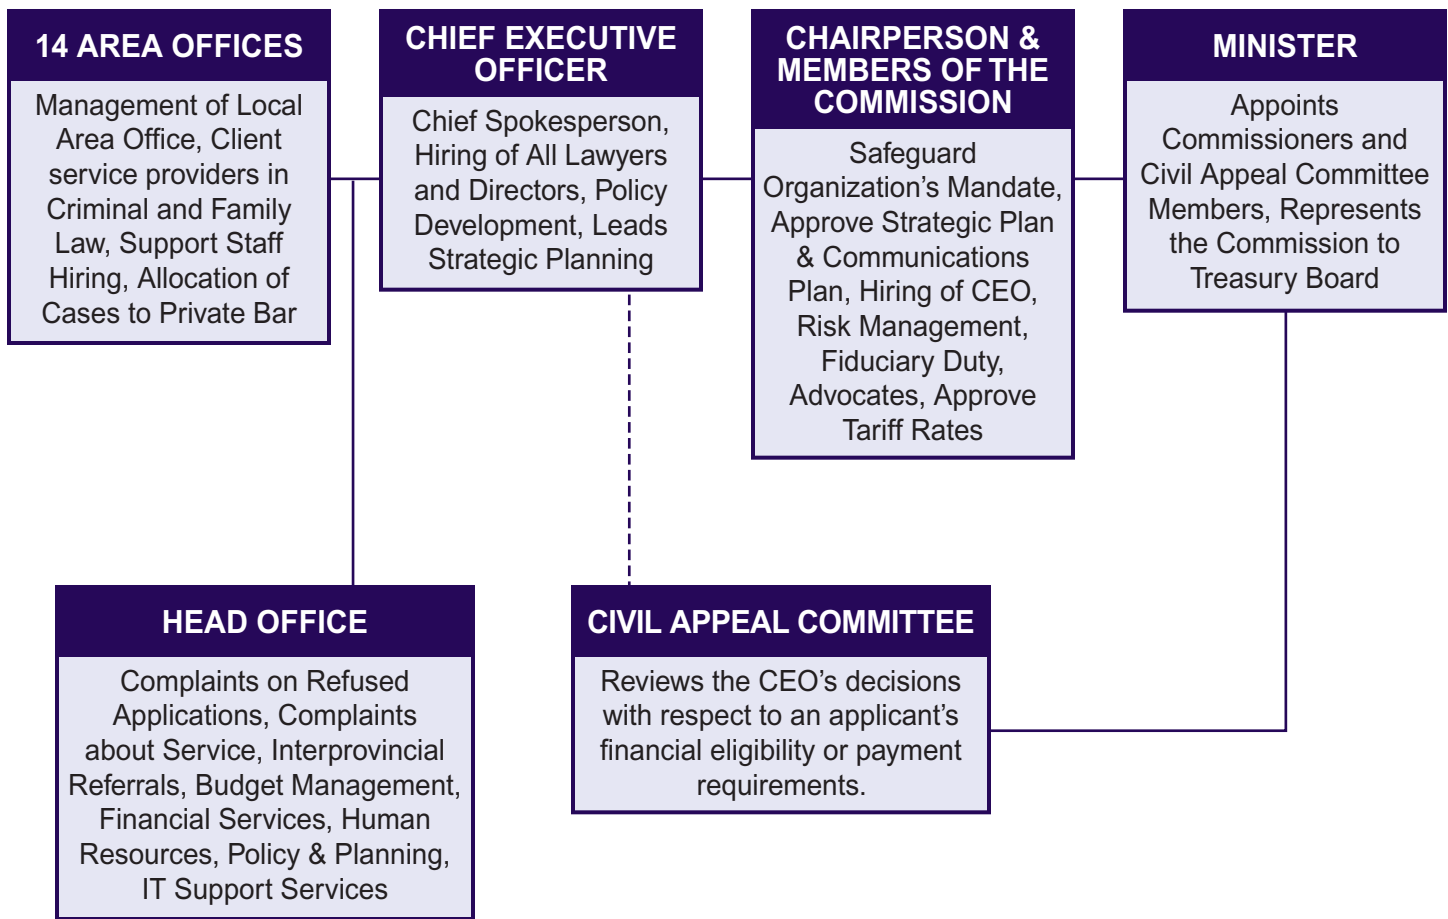 14 AREA OFFICES
Management of Local
Area Office, Client
service providers in
Criminal and Family
Law, Support Staff
Hiring, Allocation of
Cases to Private Bar
CHIEF EXECUTIVE
OFFICER
Chief Spokesperson,
Hiring of All Lawyers
and Directors, Policy
Development, Leads
Strategic Planning
CHAIRPERSON &
MEMBERS OF THE
COMMISSION
Safeguard
Organization’s Mandate,
Approve Strategic Plan
& Communications
Plan, Hiring of CEO,
Risk Management,
Fiduciary Duty,
Advocates, Approve
Tariff Rates
MINISTER
Appoints
Commissioners and
Civil Appeal Committee
Members, Represents
the Commission to
Treasury Board
HEAD OFFICE
Complaints on Refused
Applications, Complaints
about Service, Interprovincial
Referrals, Budget Management,
Financial Services, Human
Resources, Policy & Planning,
IT Support Services
CIVIL APPEAL COMMITTEE
Reviews the CEO’s decisions
with respect to an applicant’s
financial eligibility or payment
requirements.